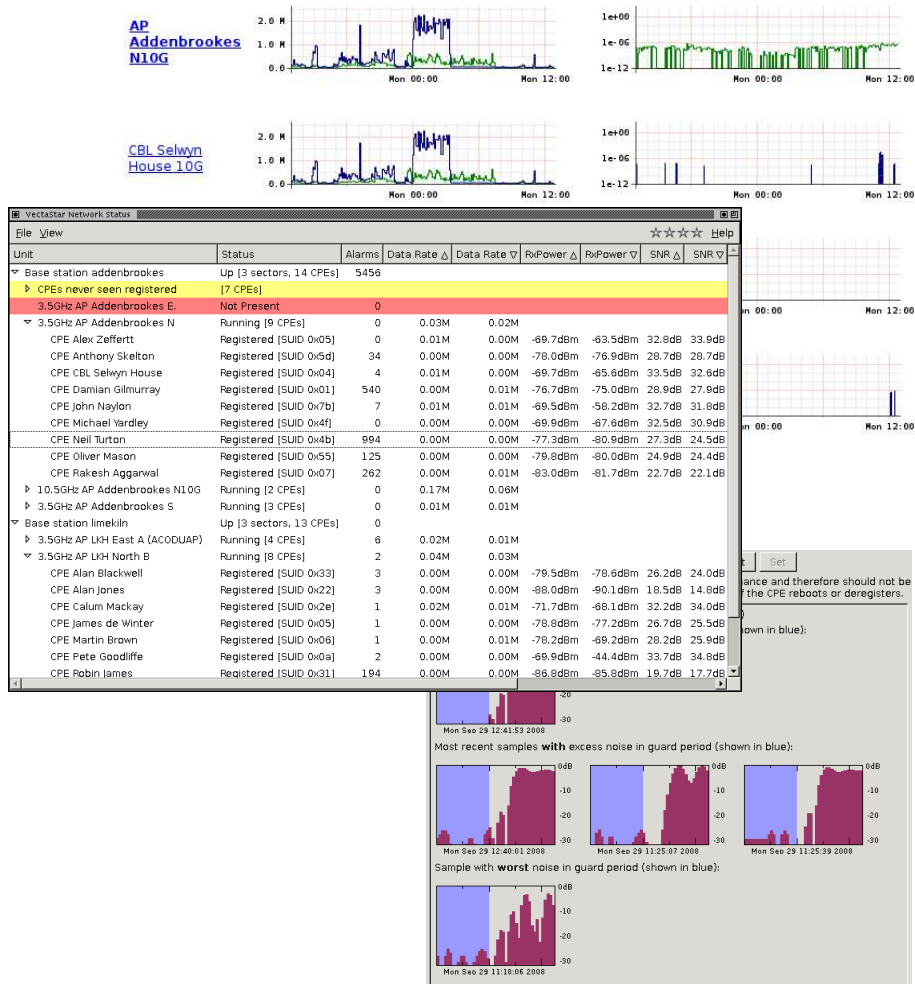 AP
Addenbrookes
N10G
2.0 M
1.0 M
0.0
Mon 00:00 Mon 12:00
1e+00
1e-06
1e-12
Mon 00:00 Mon 12:00
CBL Selwyn
House 10G
2.0 M
1.0 M
0.0
Mon 00:00 Mon 12:00
1e+00
1e-06
1e-12
Mon 00:00 Mon 12:00
VectaStar Network Status
File View Help
Unit Status Alarms Data Rate △ Data Rate ▽ RxPower △ RxPower ▽ SNR △ SNR ▽
Base station addenbrookes Up [3 sectors, 14 CPEs] 5456
CPEs never seen registered [7 CPEs]
3.5GHz AP Addenbrookes E. Not Present 0
3.5GHz AP Addenbrookes N Running [9 CPEs] 0 0.03M 0.02M
CPE Alex Zeffertt Registered [SUID 0x05] 0 0.01M 0.00M -69.7dBm -63.5dBm 32.8dB 33.9dB
CPE Anthony Skelton Registered [SUID 0x5d] 34 0.00M 0.00M -78.0dBm -76.9dBm 28.7dB 28.7dB
CPE CBL Selwyn House Registered [SUID 0x04] 4 0.01M 0.00M -69.7dBm -65.6dBm 33.5dB 32.6dB
CPE Damian Gilmurray Registered [SUID 0x01] 540 0.00M 0.01M -76.7dBm -75.0dBm 28.9dB 27.9dB
CPE John Naylon Registered [SUID 0x7b] 7 0.01M 0.01M -69.5dBm -58.2dBm 32.7dB 31.8dB
CPE Michael Yardley Registered [SUID 0x4f] 0 0.00M 0.00M -69.9dBm -67.6dBm 32.5dB 30.9dB
CPE Neil Turton Registered [SUID 0x4b] 994 0.00M 0.00M -77.3dBm -80.9dBm 27.3dB 24.5dB
CPE Oliver Mason Registered [SUID 0x55] 125 0.00M 0.00M -79.8dBm -80.0dBm 24.9dB 24.4dB
CPE Rakesh Aggarwal Registered [SUID 0x07] 262 0.00M 0.01M -83.0dBm -81.7dBm 22.7dB 22.1dB
10.5GHz AP Addenbrookes N10G Running [2 CPEs] 0 0.17M 0.06M
3.5GHz AP Addenbrookes S Running [3 CPEs] 0 0.01M 0.01M
Base station limekiln Up [3 sectors, 13 CPEs] 0
3.5GHz AP LKH East A (ACODUAP) Running [4 CPEs] 6 0.02M 0.01M
3.5GHz AP LKH North B Running [8 CPEs] 2 0.04M 0.03M
CPE Alan Blackwell Registered [SUID 0x33] 3 0.00M 0.00M -79.5dBm -78.6dBm 26.2dB 24.0dB
CPE Alan Jones Registered [SUID 0x22] 3 0.00M 0.00M -88.0dBm -90.1dBm 18.5dB 14.8dB
CPE Calum Mackay Registered [SUID 0x2e] 1 0.02M 0.01M -71.7dBm -68.1dBm 32.2dB 34.0dB
CPE James de Winter Registered [SUID 0x05] 1 0.00M 0.00M -78.8dBm -77.2dBm 26.7dB 25.5dB
CPE Martin Brown Registered [SUID 0x06] 1 0.00M 0.01M -78.2dBm -69.2dBm 28.2dB 25.9dB
CPE Pete Goodliffe Registered [SUID 0x0a] 2 0.00M 0.00M -69.9dBm -44.4dBm 33.7dB 34.8dB
CPE Robin James Registered [SUID 0x31] 194 0.00M 0.00M -86.8dBm -85.8dBm 19.7dB 17.7dB
on 00:00 Mon 12:00
on 00:00 Mon 12:00
t Set
ance and therefore should not be
f the CPE reboots or deregisters.
)
own in blue):
-20
-30
Mon Sep 29 12:41:53 2008
Most recent samples with excess noise in guard period (shown in blue):
0dB
-10
-20
-30
Mon Sep 29 12:40:01 2008
0dB
-10
-20
-30
Mon Sep 29 11:25:07 2008
0dB
-10
-20
-30
Mon Sep 29 11:25:39 2008
Sample with worst noise in guard period (shown in blue):
0dB
-10
-20
-30
Mon Sep 29 11:18:06 2008